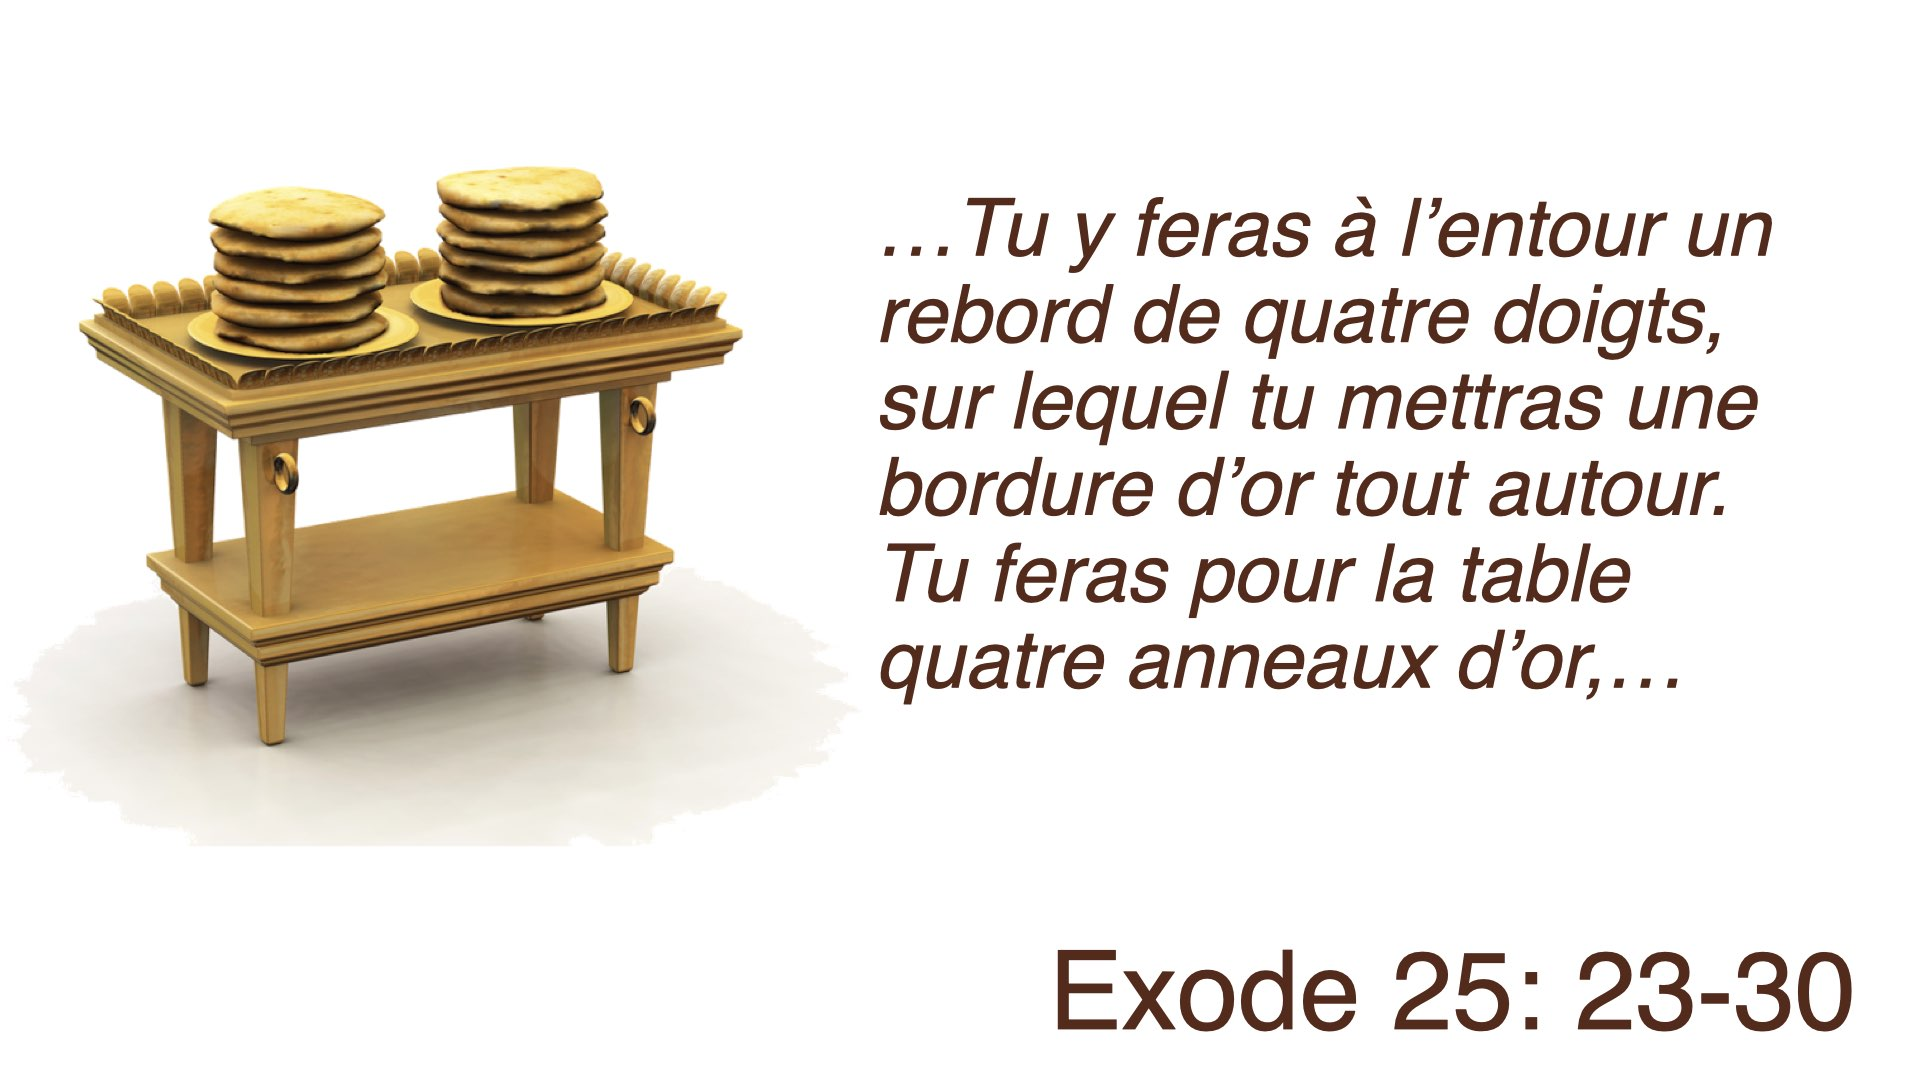 …Tu y feras à l’entour un
rebord de quatre doigts,
sur lequel tu mettras une
bordure d’or tout autour.
Tu feras pour la table
quatre anneaux d’or,…
Exode 25: 23-30